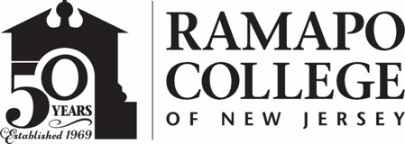 50
YEARS
Established 1969
RAMAPO
COLLEGE
OF NEW JERSEY